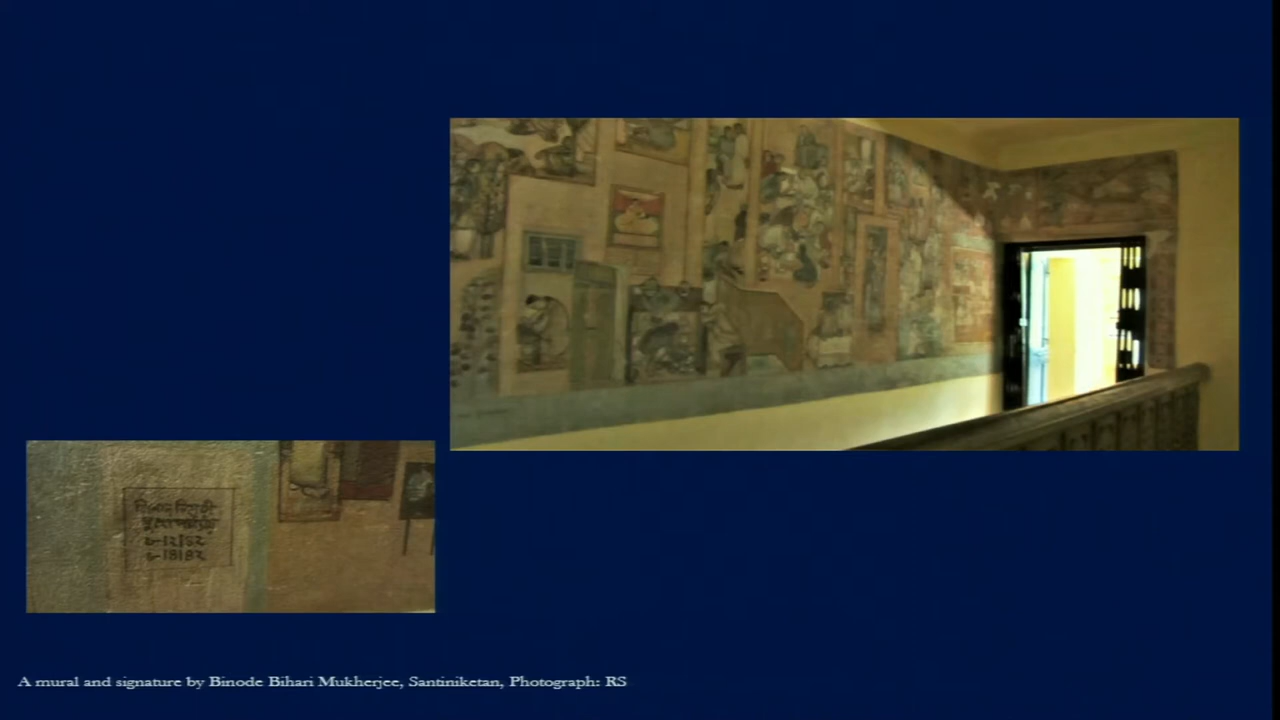 বিনোদ বিহারী
মুখোপাধ্যায়
A mural and signature by Binode Bihari Mukherjee, Santiniketan, Photograph: RS